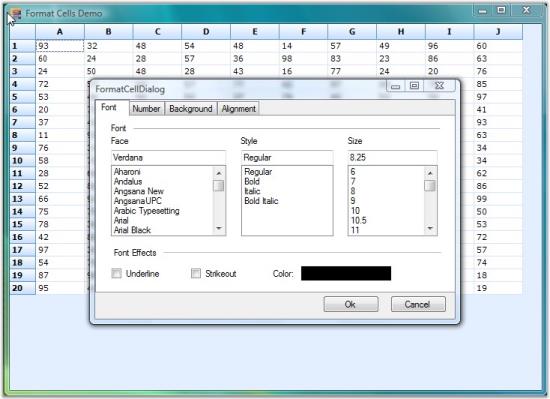 Format Cells Demo
A B C D E F G H I J
1 93 32 48 54 48 14 57 49 96 60
2 60 24 28 57 36 98 83 23 86 63
3 24 50 48 28 43 16 77 24 20 76
4 72 85
5 53 97
6 20 41
7 37 93
8 11 63
9 76 34
10 58 31
11 28 60
12 52 99
13 66 99
14 75 50
15 78 53
16 42 72
17 97 57
18 54 74
19 87 18
20 95 19
FormatCellDialog
Font Number Background Alignment
Font
Face Style Size
Verdana Regular 8.25
Aharoni Regular 6
Andalus Bold 7
Angsana New Italic 8
AngsanaUPC Bold Italic 9
Arabic Typesetting 10
Arial 10.5
Arial Black 11
Font Effects
Underline Strikeout Color:
Ok Cancel